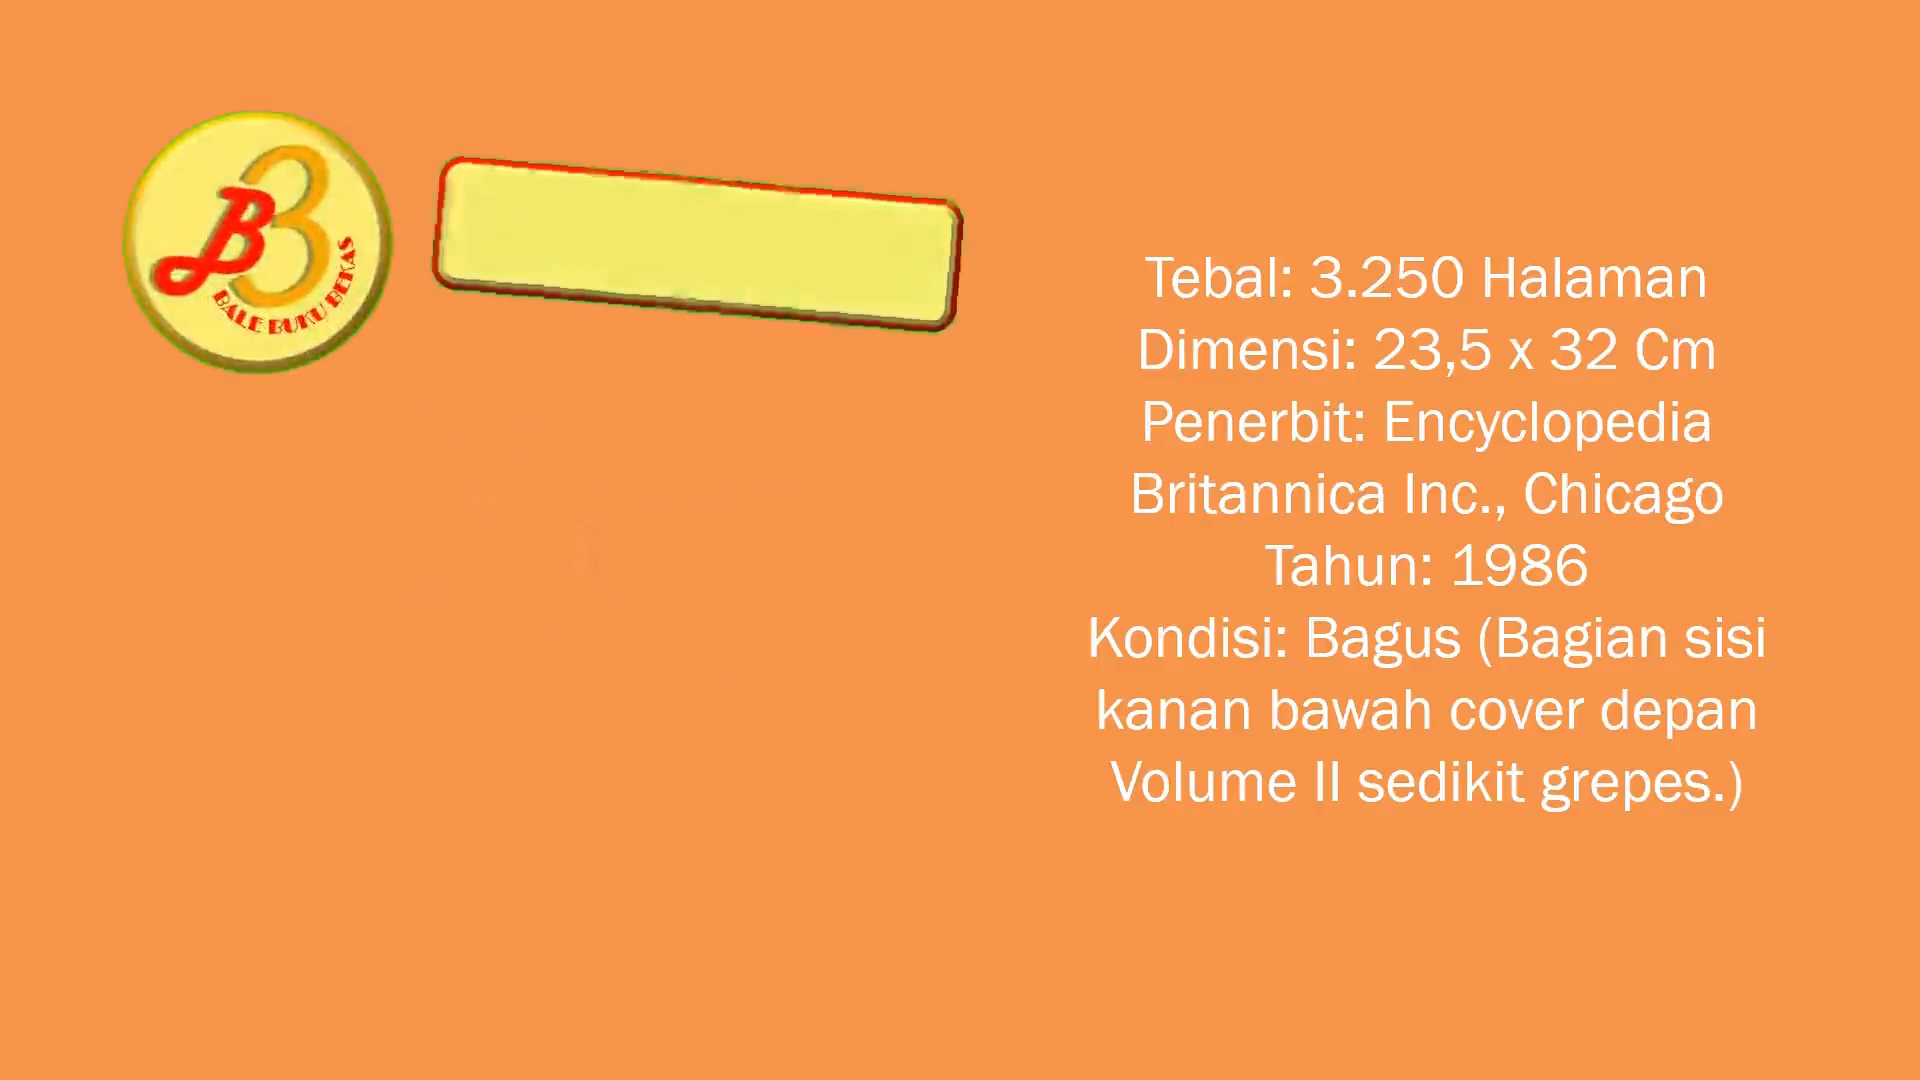 B3
BALE BUKU BEKAS
Tebal: 3.250 Halaman
Dimensi: 23,5 x 32 Cm
Penerbit: Encyclopedia
Britannica Inc., Chicago
Tahun: 1986
Kondisi: Bagus (Bagian sisi
kanan bawah cover depan
Volume II sedikit grepes.)